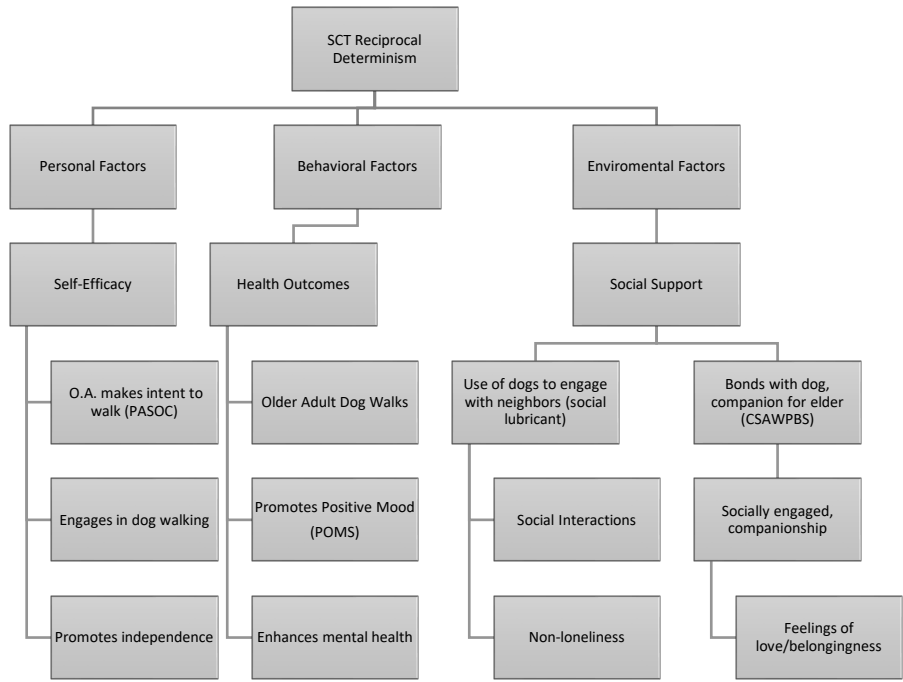 SCT Reciprocal
Determinism
Personal Factors
Behavioral Factors
Enviromental Factors
Self-Efficacy
Health Outcomes
Social Support
O.A. makes intent to
walk (PASOC)
Older Adult Dog Walks
Use of dogs to engage
with neighbors (social
lubricant)
Bonds with dog,
companion for elder
(CSAWPBS)
Engages in dog walking
Promotes Positive Mood
(POMS)
Social Interactions
Socially engaged,
companionship
Promotes independence
Enhances mental health
Non-loneliness
Feelings of
love/belongingness